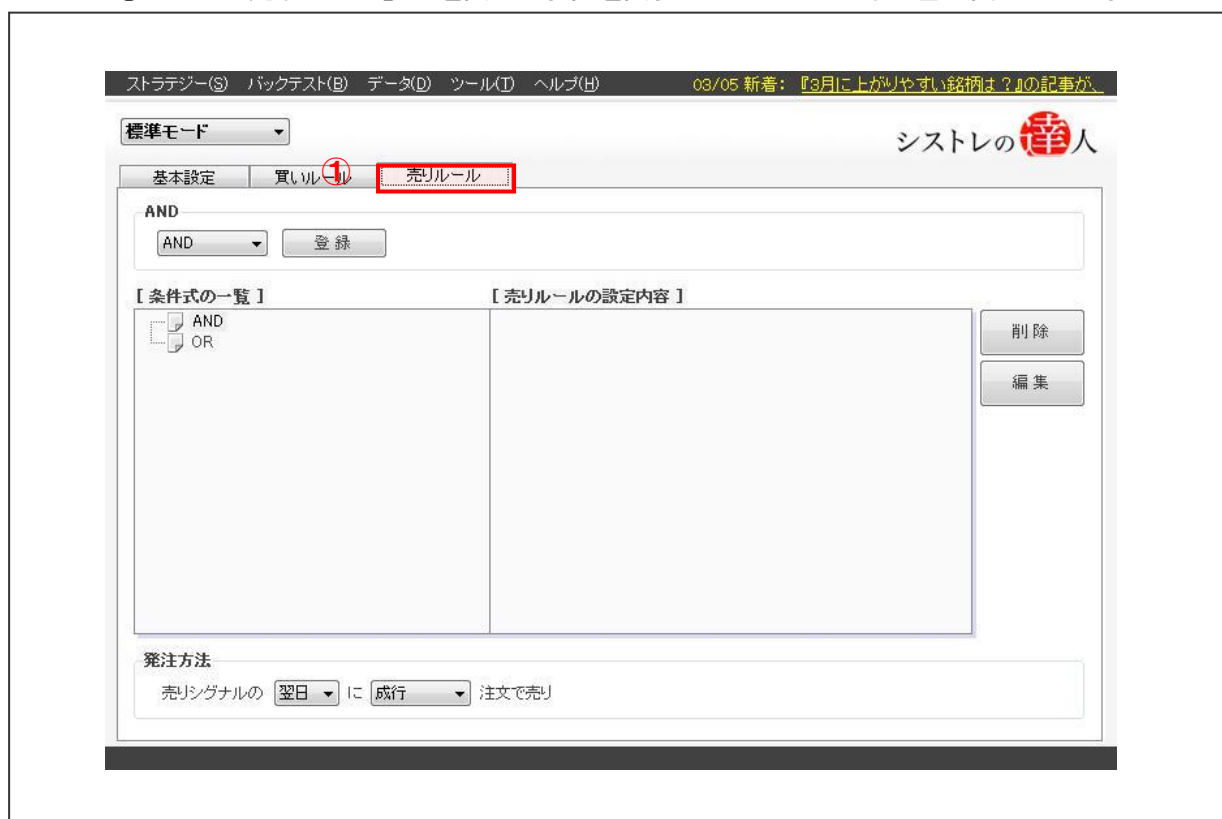 ストラテジー(S) バックテスト(B) データ(D) ツール(T) ヘルプ(H) 03/05 新着: 『3月に上がりやすい銘柄は?』の記事が、
標準モード
シストレの達人
基本設定 買いルール ① 売りルール
AND
AND 登録
[ 条件式の一覧 ] [ 売りルールの設定内容 ]
AND
OR
削除
編集
発注方法
売りシグナルの 翌日 に 成行 注文で売り